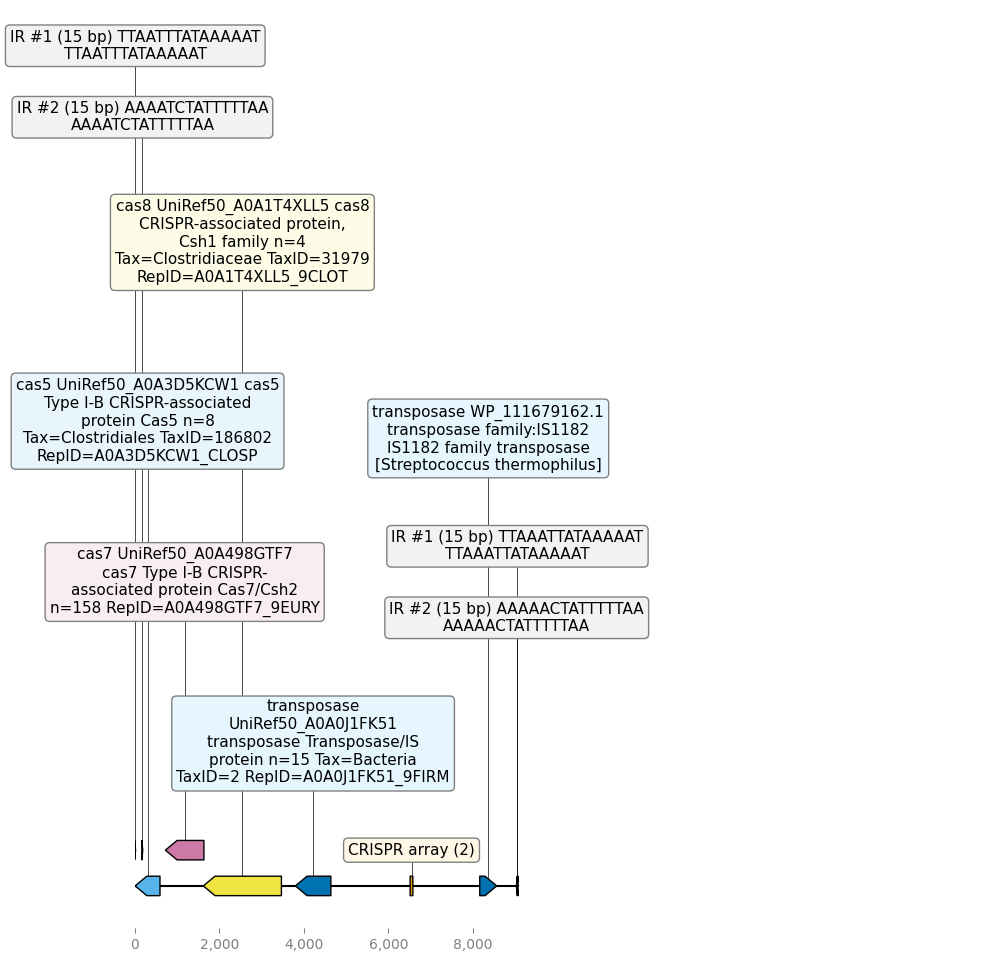 IR #1 (15 bp) TTAATTTATAAAAAT
TTAATTTATAAAAAT
IR #2 (15 bp) AAAATCTATTTTTAA
AAAATCTATTTTTAA
cas8 UniRef50_A0A1T4XLL5 cas8
CRISPR-associated protein,
Csh1 family n=4
Tax=Clostridiaceae TaxID=31979
RepID=A0A1T4XLL5_9CLOT
cas5 UniRef50_A0A3D5KCW1 cas5
Type I-B CRISPR-associated
protein Cas5 n=8
Tax=Clostridiales TaxID=186802
RepID=A0A3D5KCW1_CLOSP
transposase WP_111679162.1
transposase family:IS1182
IS1182 family transposase
[Streptococcus thermophilus]
IR #1 (15 bp) TTAAATTATAAAAAT
TTAAATTATAAAAAT
cas7 UniRef50_A0A498GTF7
cas7 Type I-B CRISPR-
associated protein Cas7/Csh2
n=158 RepID=A0A498GTF7_9EURY
IR #2 (15 bp) AAAAACTATTTTTAA
AAAAACTATTTTTAA
transposase
UniRef50_A0A0J1FK51
transposase Transposase/IS
protein n=15 Tax=Bacteria
TaxID=2 RepID=A0A0J1FK51_9FIRM
CRISPR array (2)
0 2,000 4,000 6,000 8,000